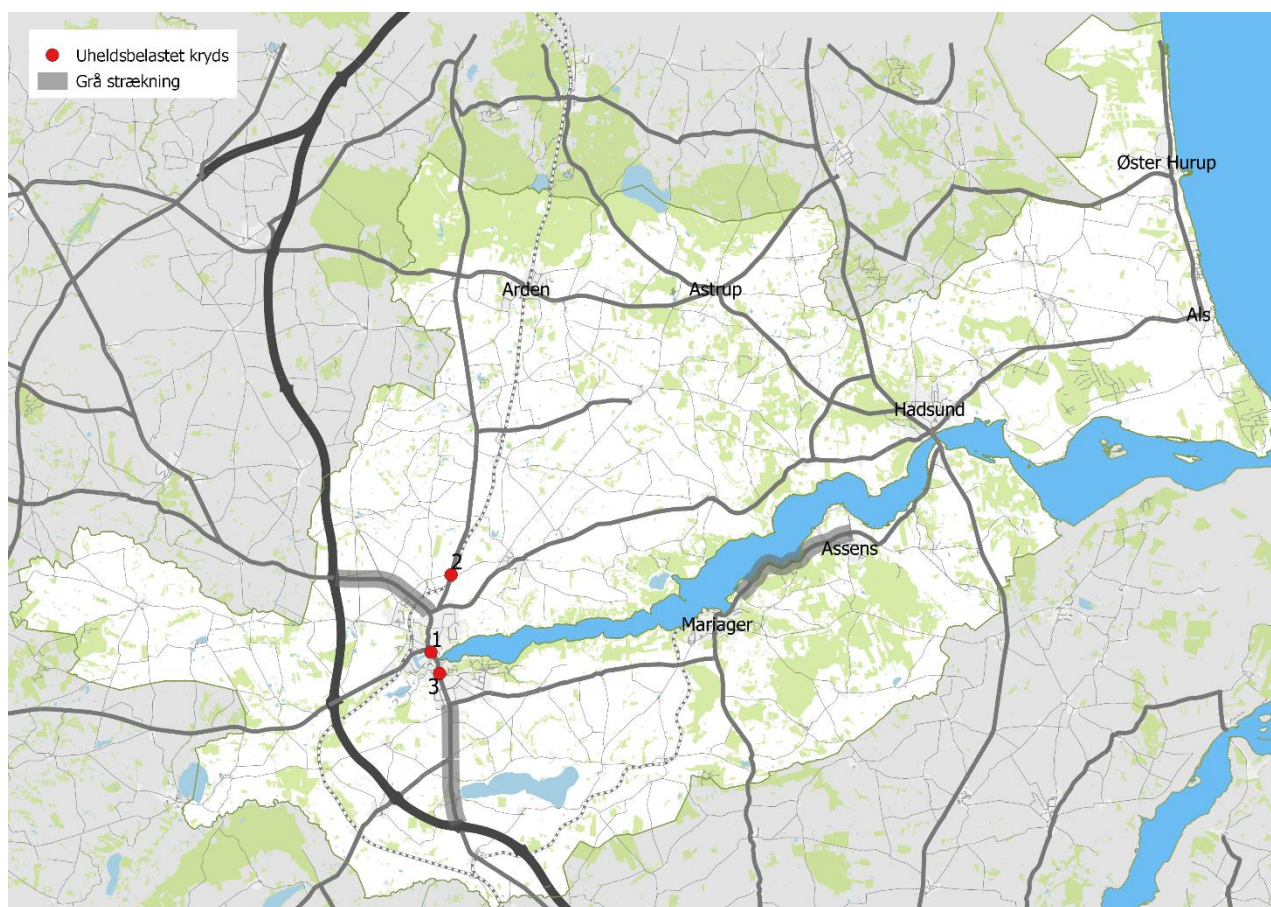 Uheldsbelastet kryds
Grå strækning
Øster Hurup
Arden
Astrup
Als
Hadsund
Assens
2
Mariager
1
3